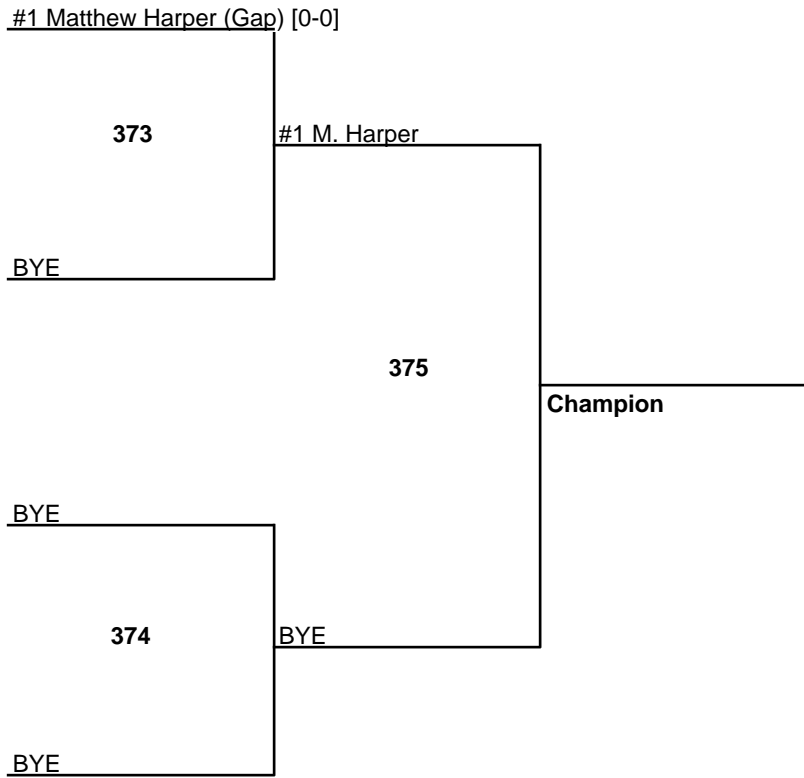 #1 Matthew Harper (Gap) [0-0]
373
#1 M. Harper
BYE
375
Champion
BYE
374
BYE
BYE